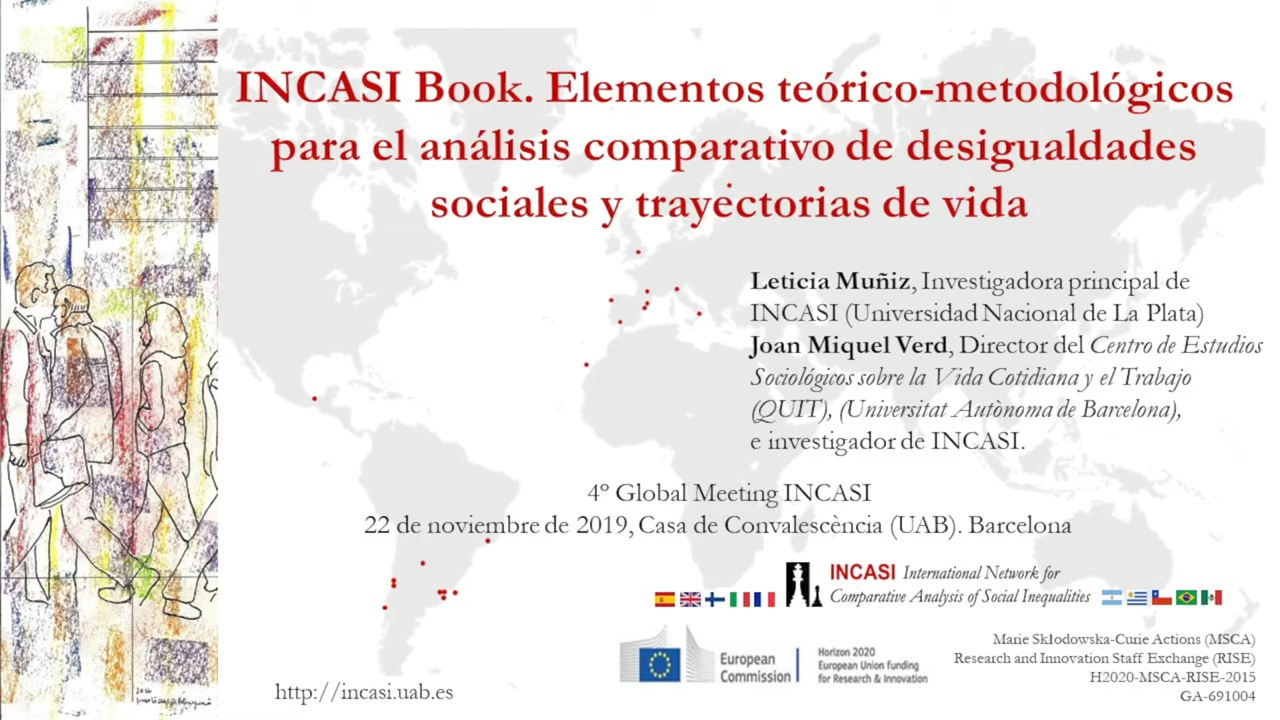 INCASI Book. Elementos teórico-metodológicos
para el análisis comparativo de desigualdades
sociales y trayectorias de vida
Leticia Muñiz, Investigadora principal de
INCASI (Universidad Nacional de La Plata)
Joan Miquel Verd, Director del Centro de Estudios
Sociológicos sobre la Vida Cotidiana y el Trabajo
(QUIT), (Universitat Autònoma de Barcelona),
e investigador de INCASI.
4º Global Meeting INCASI
22 de noviembre de 2019, Casa de Convalescència (UAB). Barcelona
INCASI International Network for
Comparative Analysis of Social Inequalities
European
Commission
Horizon 2020
European Union funding
for Research & Innovation
Marie Skłodowska-Curie Actions (MSCA)
Research and Innovation Staff Exchange (RISE)
H2020-MSCA-RISE-2015
GA-691004
http://incasi.uab.es